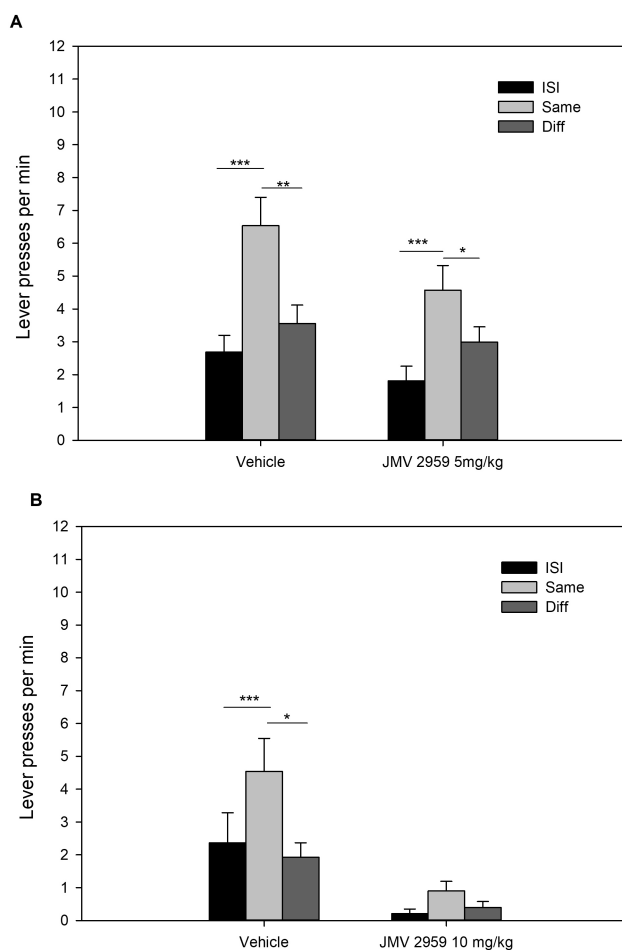 A
12
11
10
9
8
7
6
5
4
3
2
1
0
Lever presses per min
ISI
Same
Diff
***
**
***
*
Vehicle
JMV 2959 5mg/kg
B
12
11
10
9
8
7
6
5
4
3
2
1
0
Lever presses per min
ISI
Same
Diff
***
*
Vehicle
JMV 2959 10 mg/kg